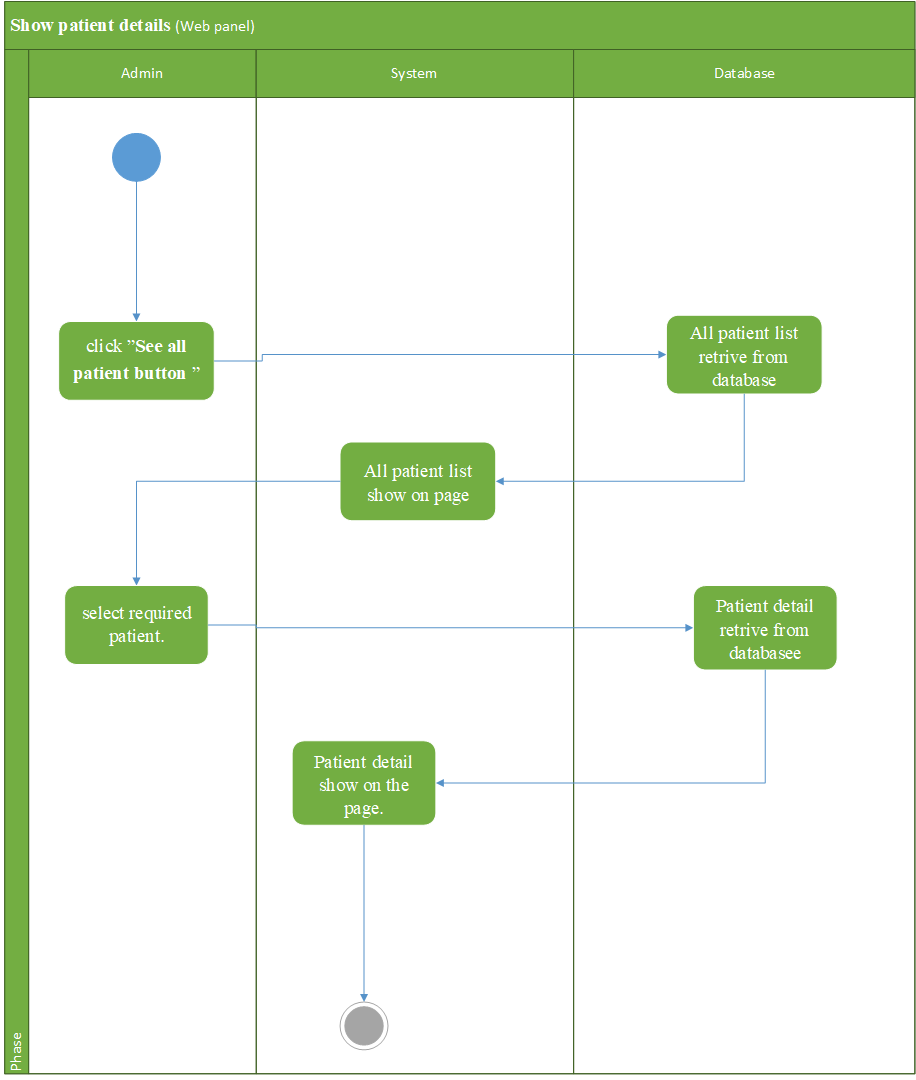 Show patient details (Web panel)
Admin
System
Database
click ”See all
patient button ”
All patient list
retrive from
database
All patient list
show on page
select required
patient.
Patient detail
retrive from
databasee
Patient detail
show on the
page.
Phase